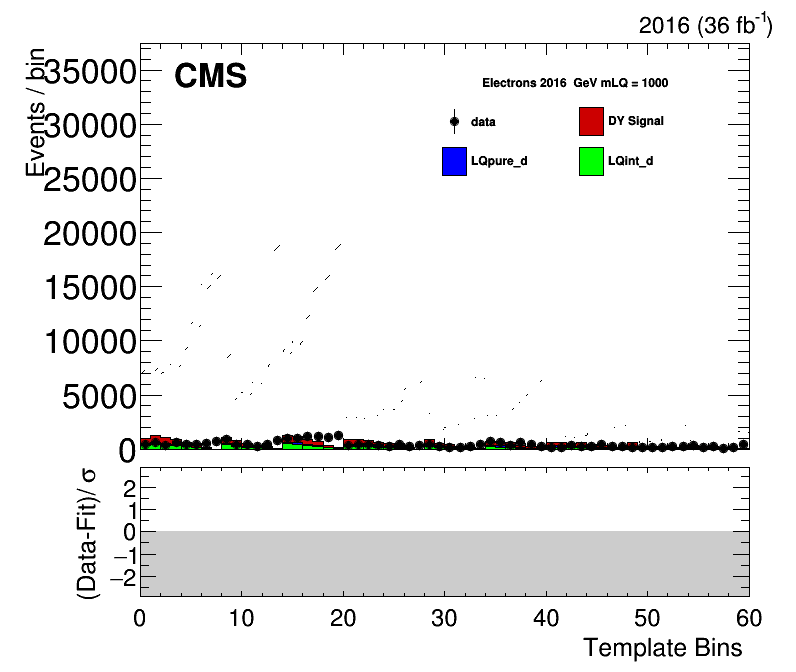 2016 (36 fb-1)
CMS
Electrons 2016 GeV mLQ = 1000
data
DY Signal
LQpure_d
LQint_d
Events / bin
35000
30000
25000
20000
15000
10000
5000
0
(Data-Fit)/ σ
2
1
0
−1
−2
0 10 20 30 40 50 60
Template Bins